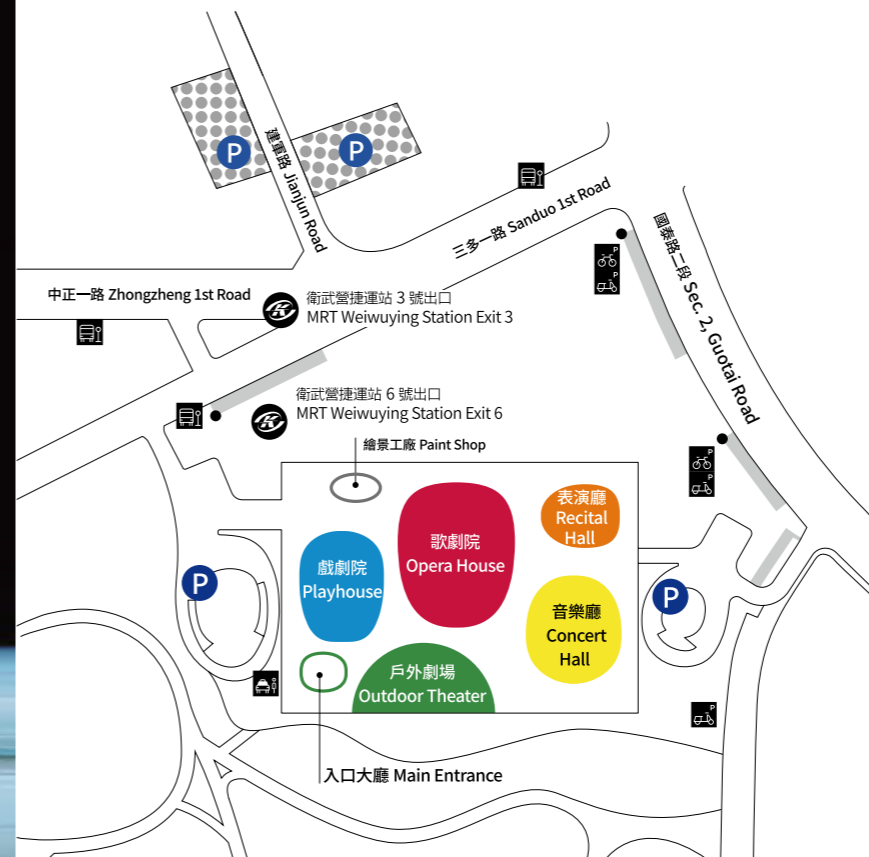 P
P
建軍路 Jianjun Road
三多一路 Sanduo 1st Road
國泰路二段 Sec. 2, Guotai Road
P
中正一路 Zhongzheng 1st Road
衛武營捷運站 3 號出口
MRT Weiwuying Station Exit 3
衛武營捷運站 6 號出口
MRT Weiwuying Station Exit 6
繪景工廠 Paint Shop
P
表演廳
Recital
Hall
歌劇院
Opera House
戲劇院
Playhouse
P
P
音樂廳
Concert
Hall
戶外劇場
Outdoor Theater
P
入口大廳 Main Entrance